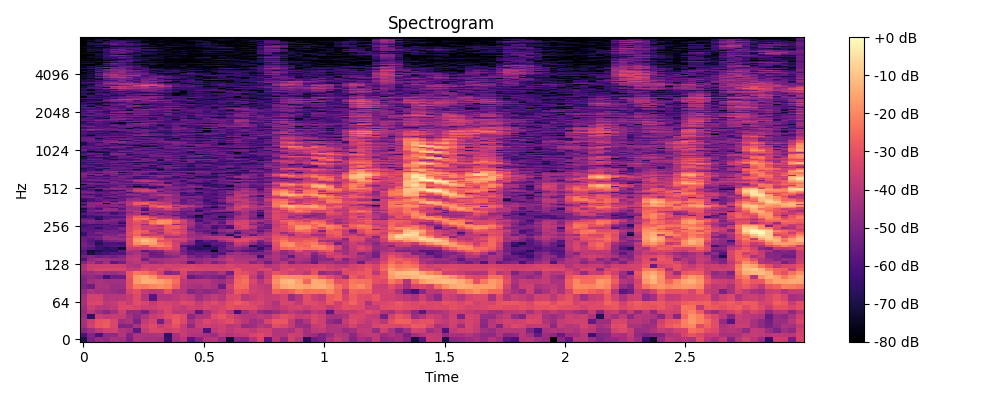 Spectrogram
+0 dB
4096
-10 dB
2048
-20 dB
1024
-30 dB
Hz
512
-40 dB
256
-50 dB
128
-60 dB
64
-70 dB
0
-80 dB
0 0.5 1 1.5 2 2.5
Time